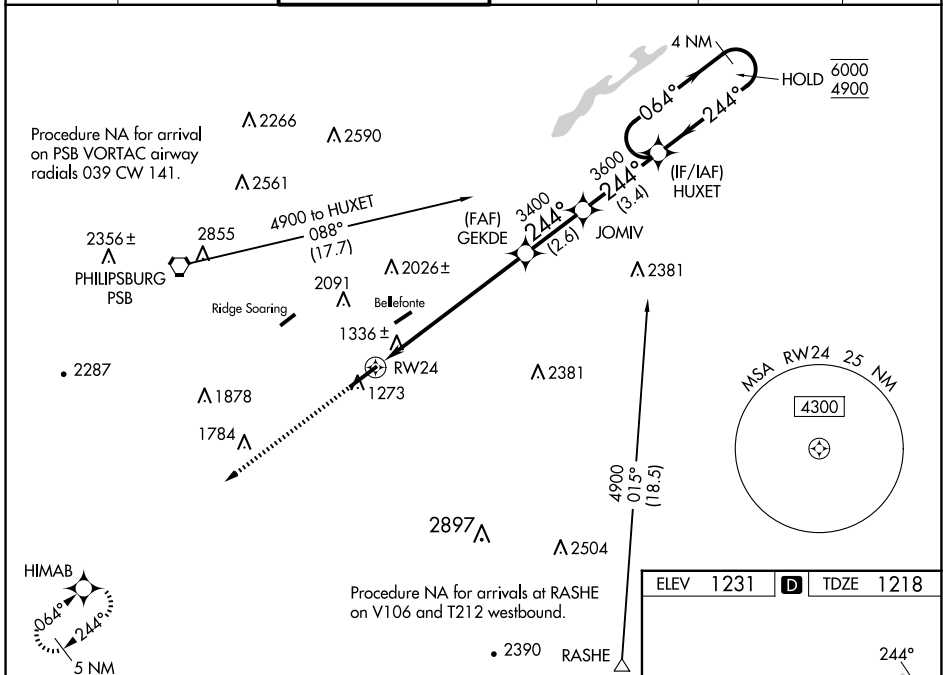 4 NM
HOLD
6000
4900
064°
244°
Procedure NA for arrival
on PSB VORTAC airway
radials 039 CW 141.
2266
2590
2561
3600
244°
(3.4)
(IF/IAF)
HUXET
4900 to HUXET
088°
(17.7)
3400
244°
(2.6)
(FAF)
GEKDE
JOMIV
2356 ±
2855
PHILIPSBURG
PSB
2026 ±
2381
2091
Ridge Soaring
Bellefonte
1336 ±
RW24
2287
2381
1273
1878
MSA RW24 25 NM
4300
1784
4900
015°
(18.5)
2897
2504
HIMAB
064°
244°
5 NM
Procedure NA for arrivals at RASHE
on V106 and T212 westbound.
2390
RASHE
ELEV 1231 D TDZE 1218
244°